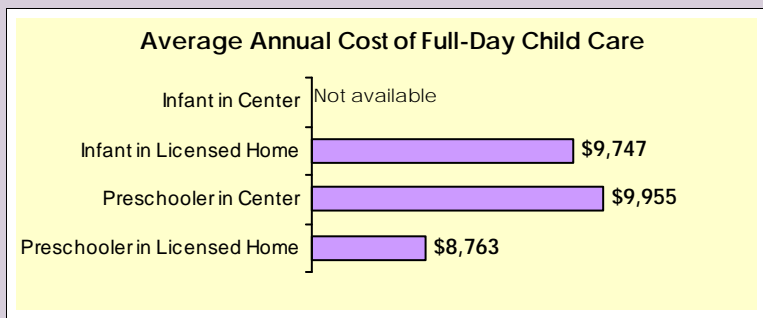 Average Annual Cost of Full-Day Child Care
Infant in Center Not available
Infant in Licensed Home $9,747
Preschooler in Center $9,955
Preschooler in Licensed Home $8,763